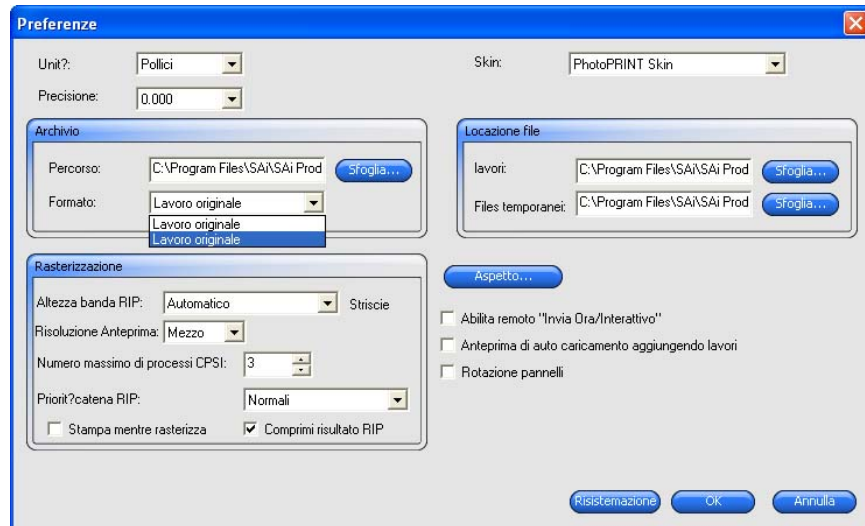 Preferenze
Unit?: Pollici
Skin: PhotoPRINT Skin
Precisione: 0.000
Archivio
Percorso: C:\Program Files\SAi\SAi Prod Sfoglia...
Formato: Lavoro originale
Lavoro originale
Lavoro originale
Locazione file
lavori: C:\Program Files\SAi\SAi Prod Sfoglia...
Files temporanei: C:\Program Files\SAi\SAi Prod Sfoglia...
Rasterizzazione
Altezza banda RIP: Automatico Striscie
Risoluzione Anteprima: Mezzo
Numero massimo di processi CPSI: 3
Priorit?catena RIP: Normali
Stampa mentre rasterizza Comprimi risultato RIP
Aspetto...
Abilita remoto "Invia Ora/Interattivo"
Anteprima di auto caricamento aggiungendo lavori
Rotazione pannelli
Risistemazione OK Annulla